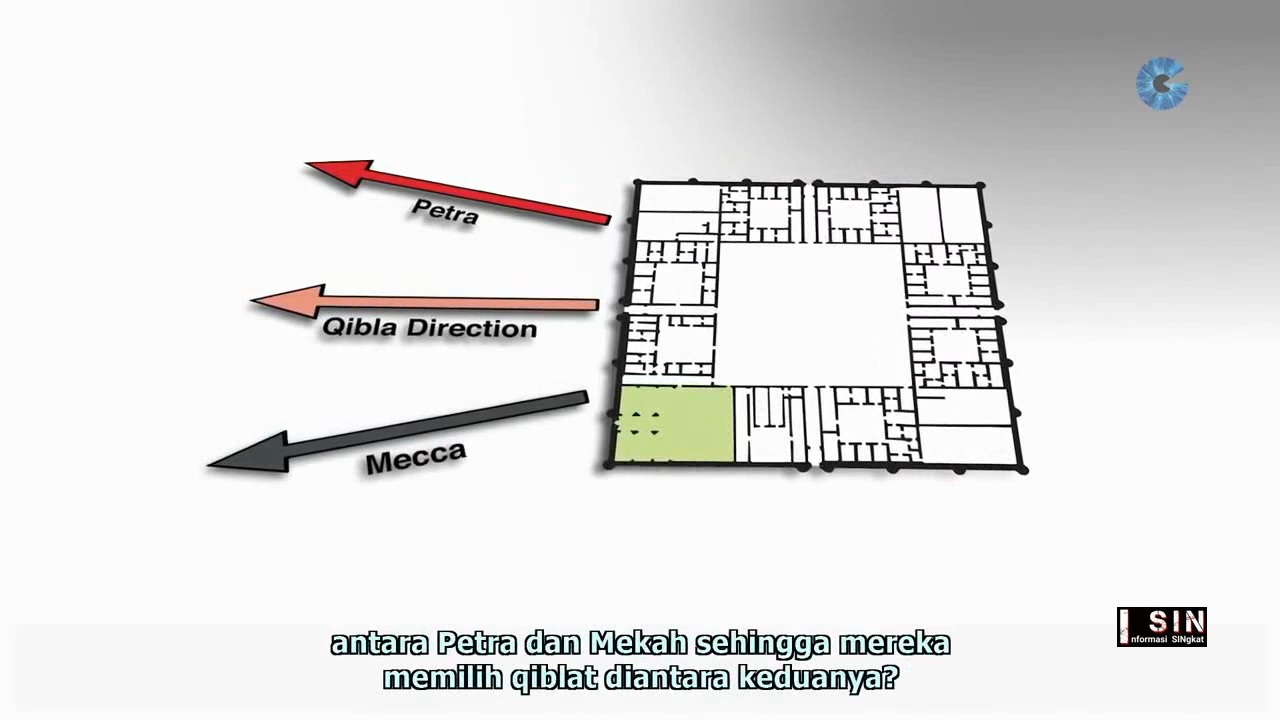 Petra
Qibla Direction
Mecca
I SIN
nformasi SINgkat
antara Petra dan Mekah sehingga mereka
memilih qiblat diantara keduanya?